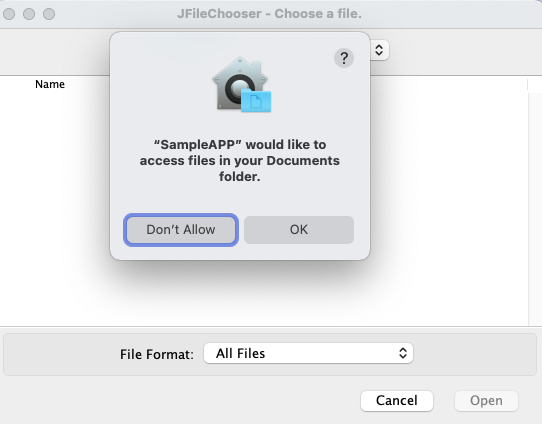 JFileChooser - Choose a file.
?
Name
“SampleAPP” would like to
access files in your Documents
folder.
Don’t Allow
OK
File Format:
All Files
Cancel
Open